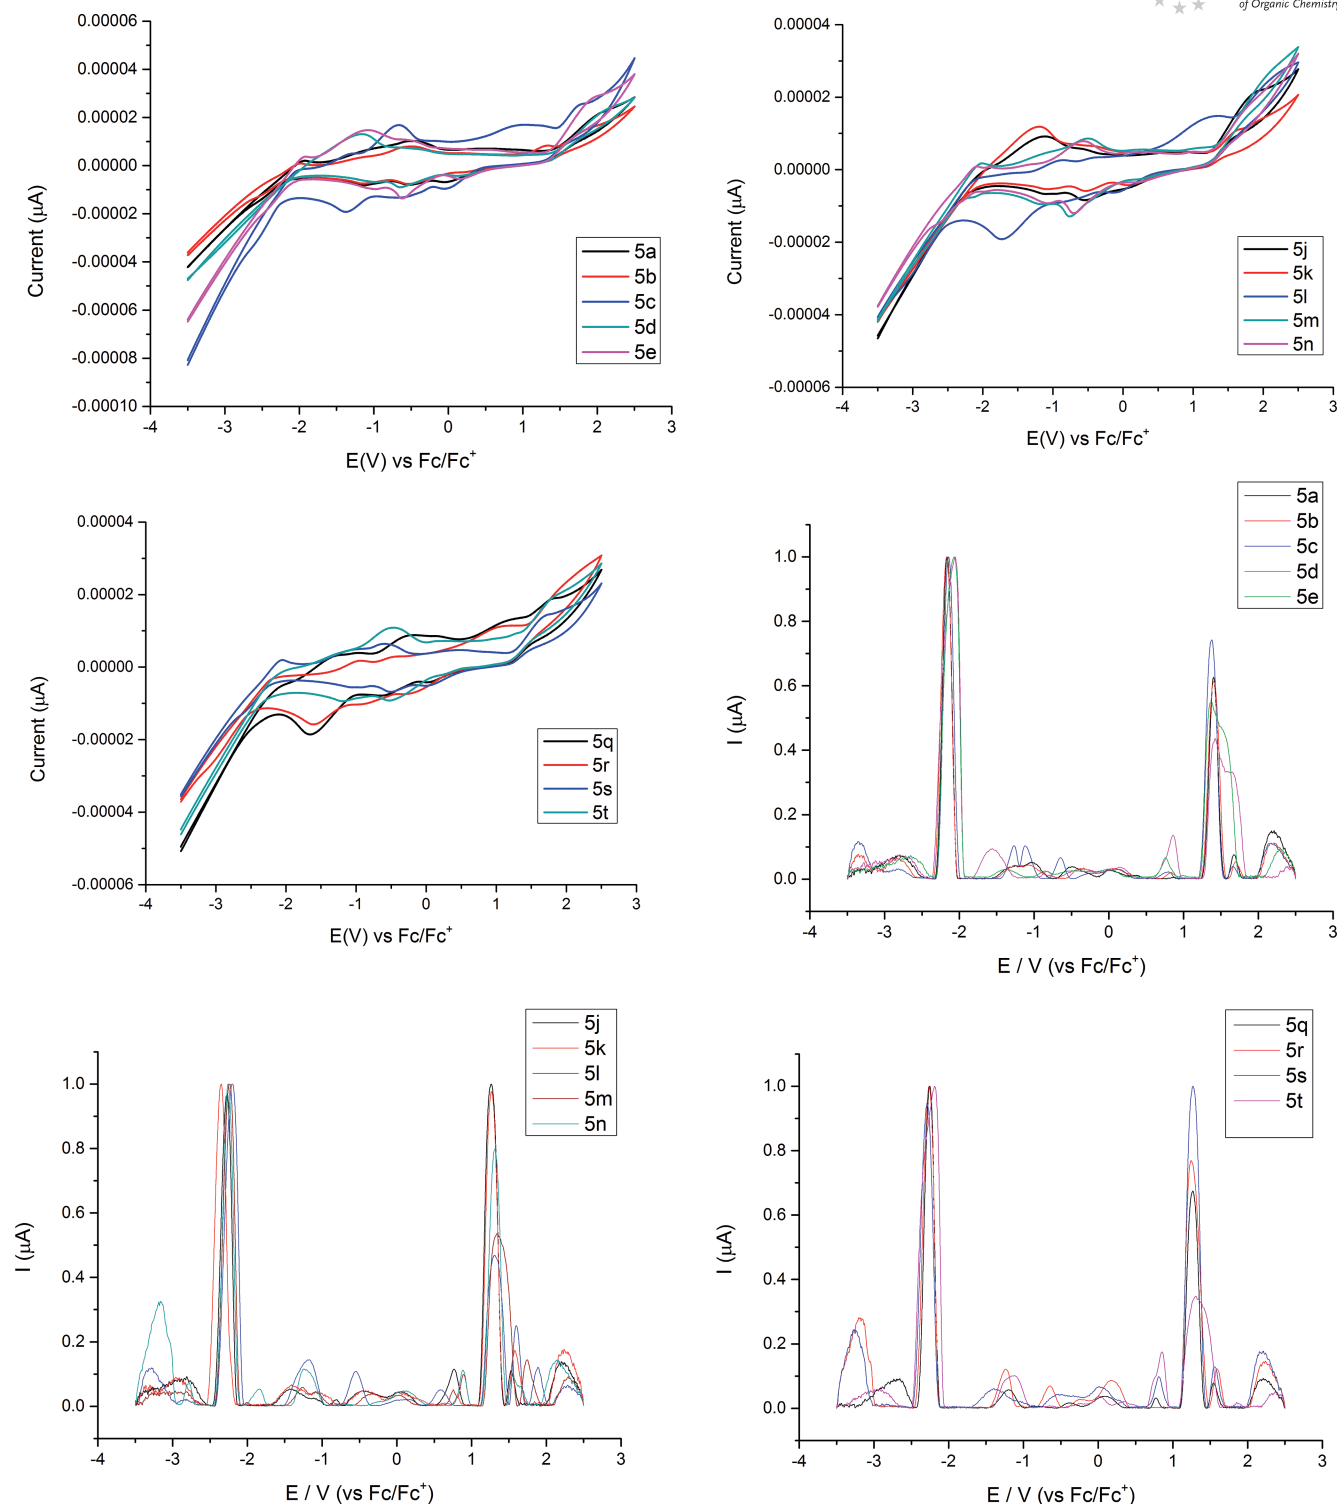 of Organic Chemistry
0.00006
0.00004
0.00002
0.00000
-0.00002
-0.00004
-0.00006
-0.00008
-0.00010
Current (μA)
5a
5b
5c
5d
5e
-4 -3 -2 -1 0 1 2 3
E(V) vs Fc/Fc⁺
0.00004
0.00002
0.00000
-0.00002
-0.00004
-0.00006
Current (μA)
5j
5k
5l
5m
5n
-4 -3 -2 -1 0 1 2 3
E(V) vs Fc/Fc⁺
0.00004
0.00002
0.00000
-0.00002
-0.00004
-0.00006
Current (μA)
5q
5r
5s
5t
-4 -3 -2 -1 0 1 2 3
E(V) vs Fc/Fc⁺
5a
5b
5c
5d
5e
1.0
0.8
0.6
0.4
0.2
0.0
I (μA)
-4 -3 -2 -1 0 1 2 3
E / V (vs Fc/Fc⁺)
5j
5k
5l
5m
5n
1.0
0.8
0.6
0.4
0.2
0.0
I (μA)
-4 -3 -2 -1 0 1 2 3
E / V (vs Fc/Fc⁺)
5q
5r
5s
5t
1.0
0.8
0.6
0.4
0.2
0.0
I (μA)
-4 -3 -2 -1 0 1 2 3
E / V (vs Fc/Fc⁺)